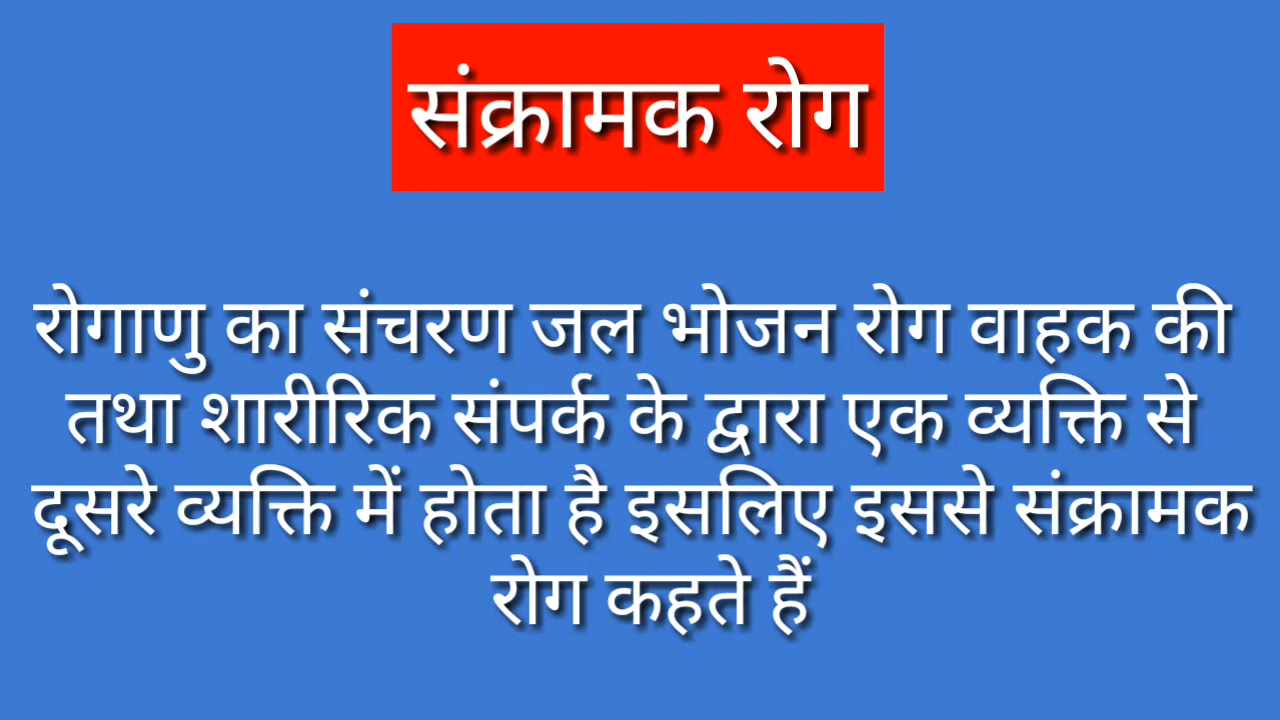 संक्रामक रोग
रोगाणु का संचरण जल भोजन रोग वाहक की
तथा शारीरिक संपर्क के द्वारा एक व्यक्ति से
दूसरे व्यक्ति में होता है इसलिए इससे संक्रामक
रोग कहते हैं